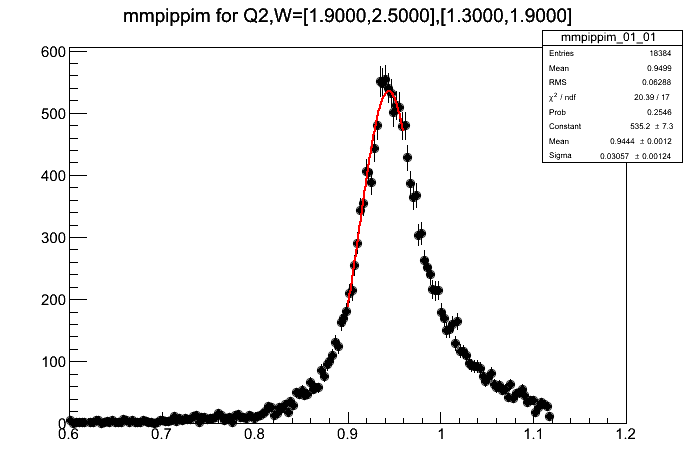 mmpippim for Q2,W=[1.9000,2.5000],[1.3000,1.9000]
mmpippim_01_01
Entries 18384
Mean 0.9499
RMS 0.06288
χ² / ndf 20.39 / 17
Prob 0.2546
Constant 535.2 ± 7.3
Mean 0.9444 ± 0.0012
Sigma 0.03057 ± 0.00124
600
500
400
300
200
100
0
0.6 0.7 0.8 0.9 1 1.1 1.2